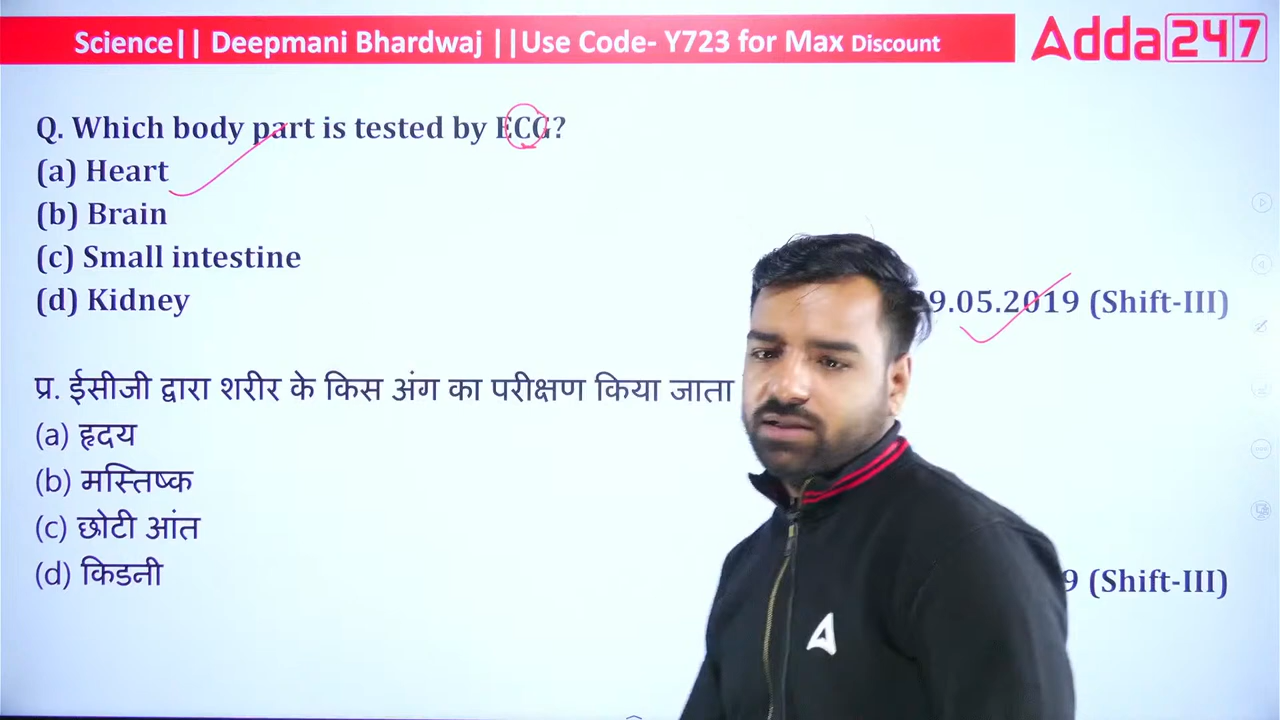 Science|| Deepmani Bhardwaj ||Use Code- Y723 for Max Discount
Adda247
Q. Which body part is tested by ECG?
(a) Heart
(b) Brain
(c) Small intestine
(d) Kidney
9.05.2019 (Shift-III)
प्र. ईसीजी द्वारा शरीर के किस अंग का परीक्षण किया जाता
(a) हृदय
(b) मस्तिष्क
(c) छोटी आंत
(d) किडनी
9 (Shift-III)